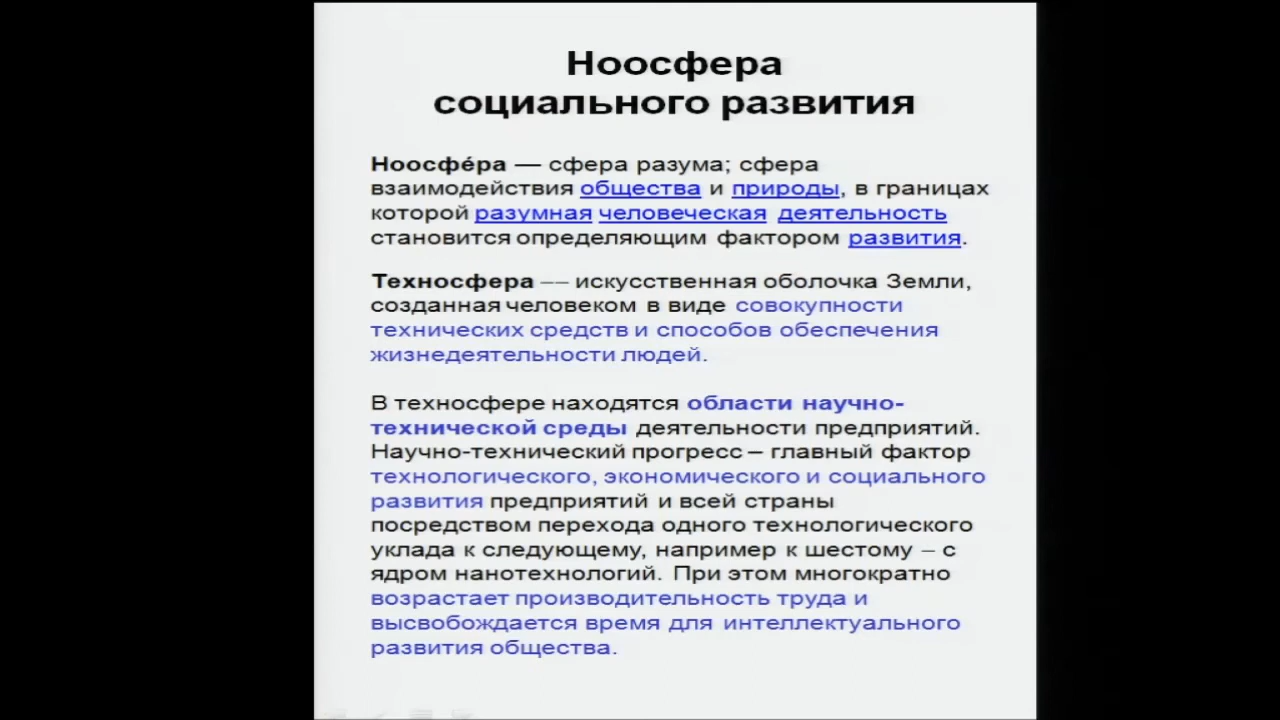 Ноосфера
социального развития
Ноосфе́ра — сфера разума; сфера
взаимодействия общества и природы, в границах
которой разумная человеческая деятельность
становится определяющим фактором развития.
Техносфера –– искусственная оболочка Земли,
созданная человеком в виде совокупности
технических средств и способов обеспечения
жизнедеятельности людей.
В техносфере находятся области научно-
технической среды деятельности предприятий.
Научно-технический прогресс – главный фактор
технологического, экономического и социального
развития предприятий и всей страны
посредством перехода одного технологического
уклада к следующему, например к шестому – с
ядром нанотехнологий. При этом многократно
возрастает производительность труда и
высвобождается время для интеллектуального
развития общества.